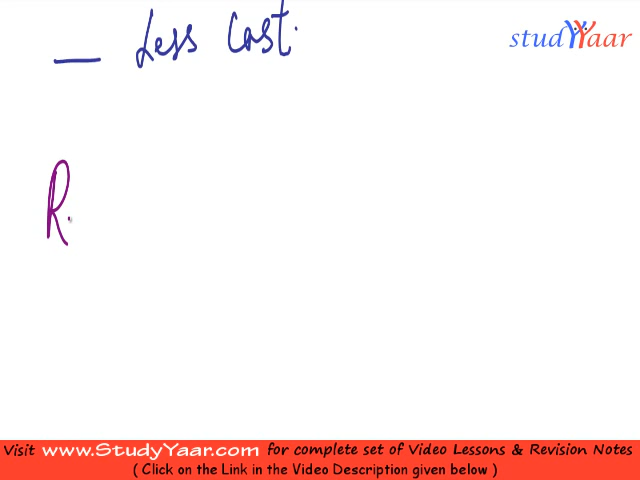 — Less Cost.
studYYaar
R
Visit www.StudyYaar.com for complete set of Video Lessons & Revision Notes
( Click on the Link in the Video Description given below )